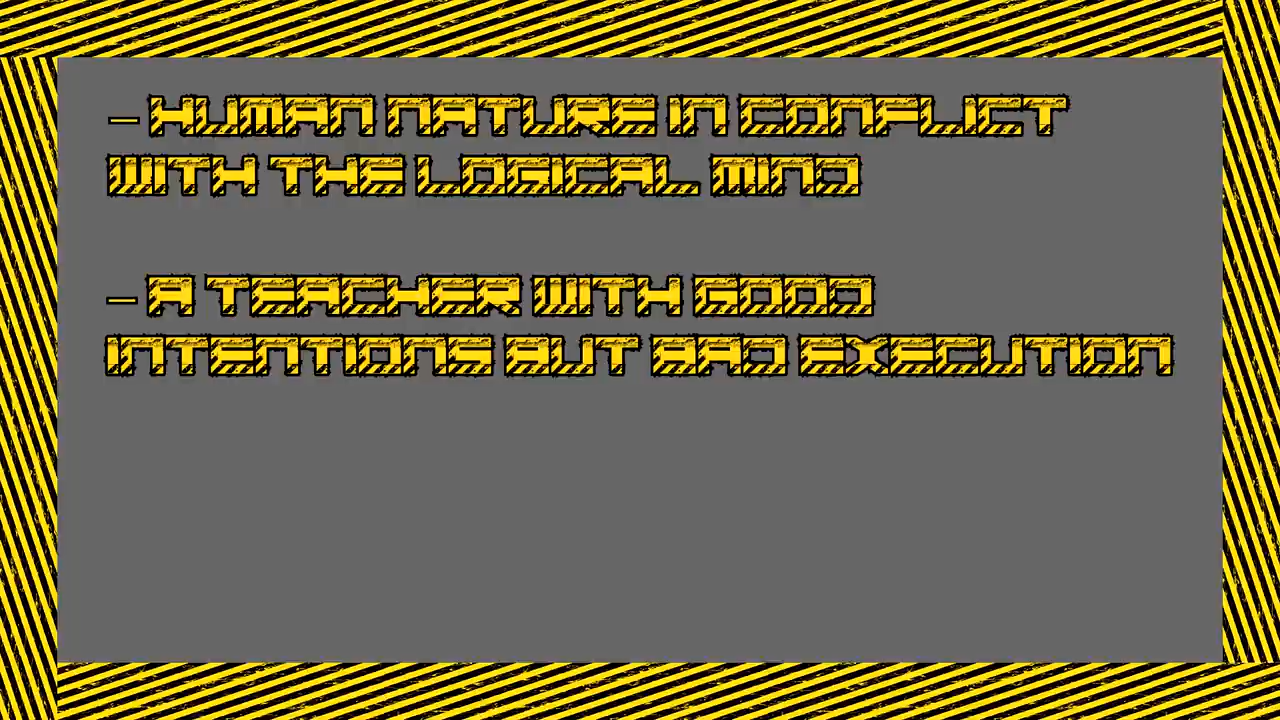 - HUMAN NATURE IN CONFLICT
WITH THE LOGICAL MIND
- A TEACHER WITH GOOD
INTENTIONS BUT BAD EXECUTION